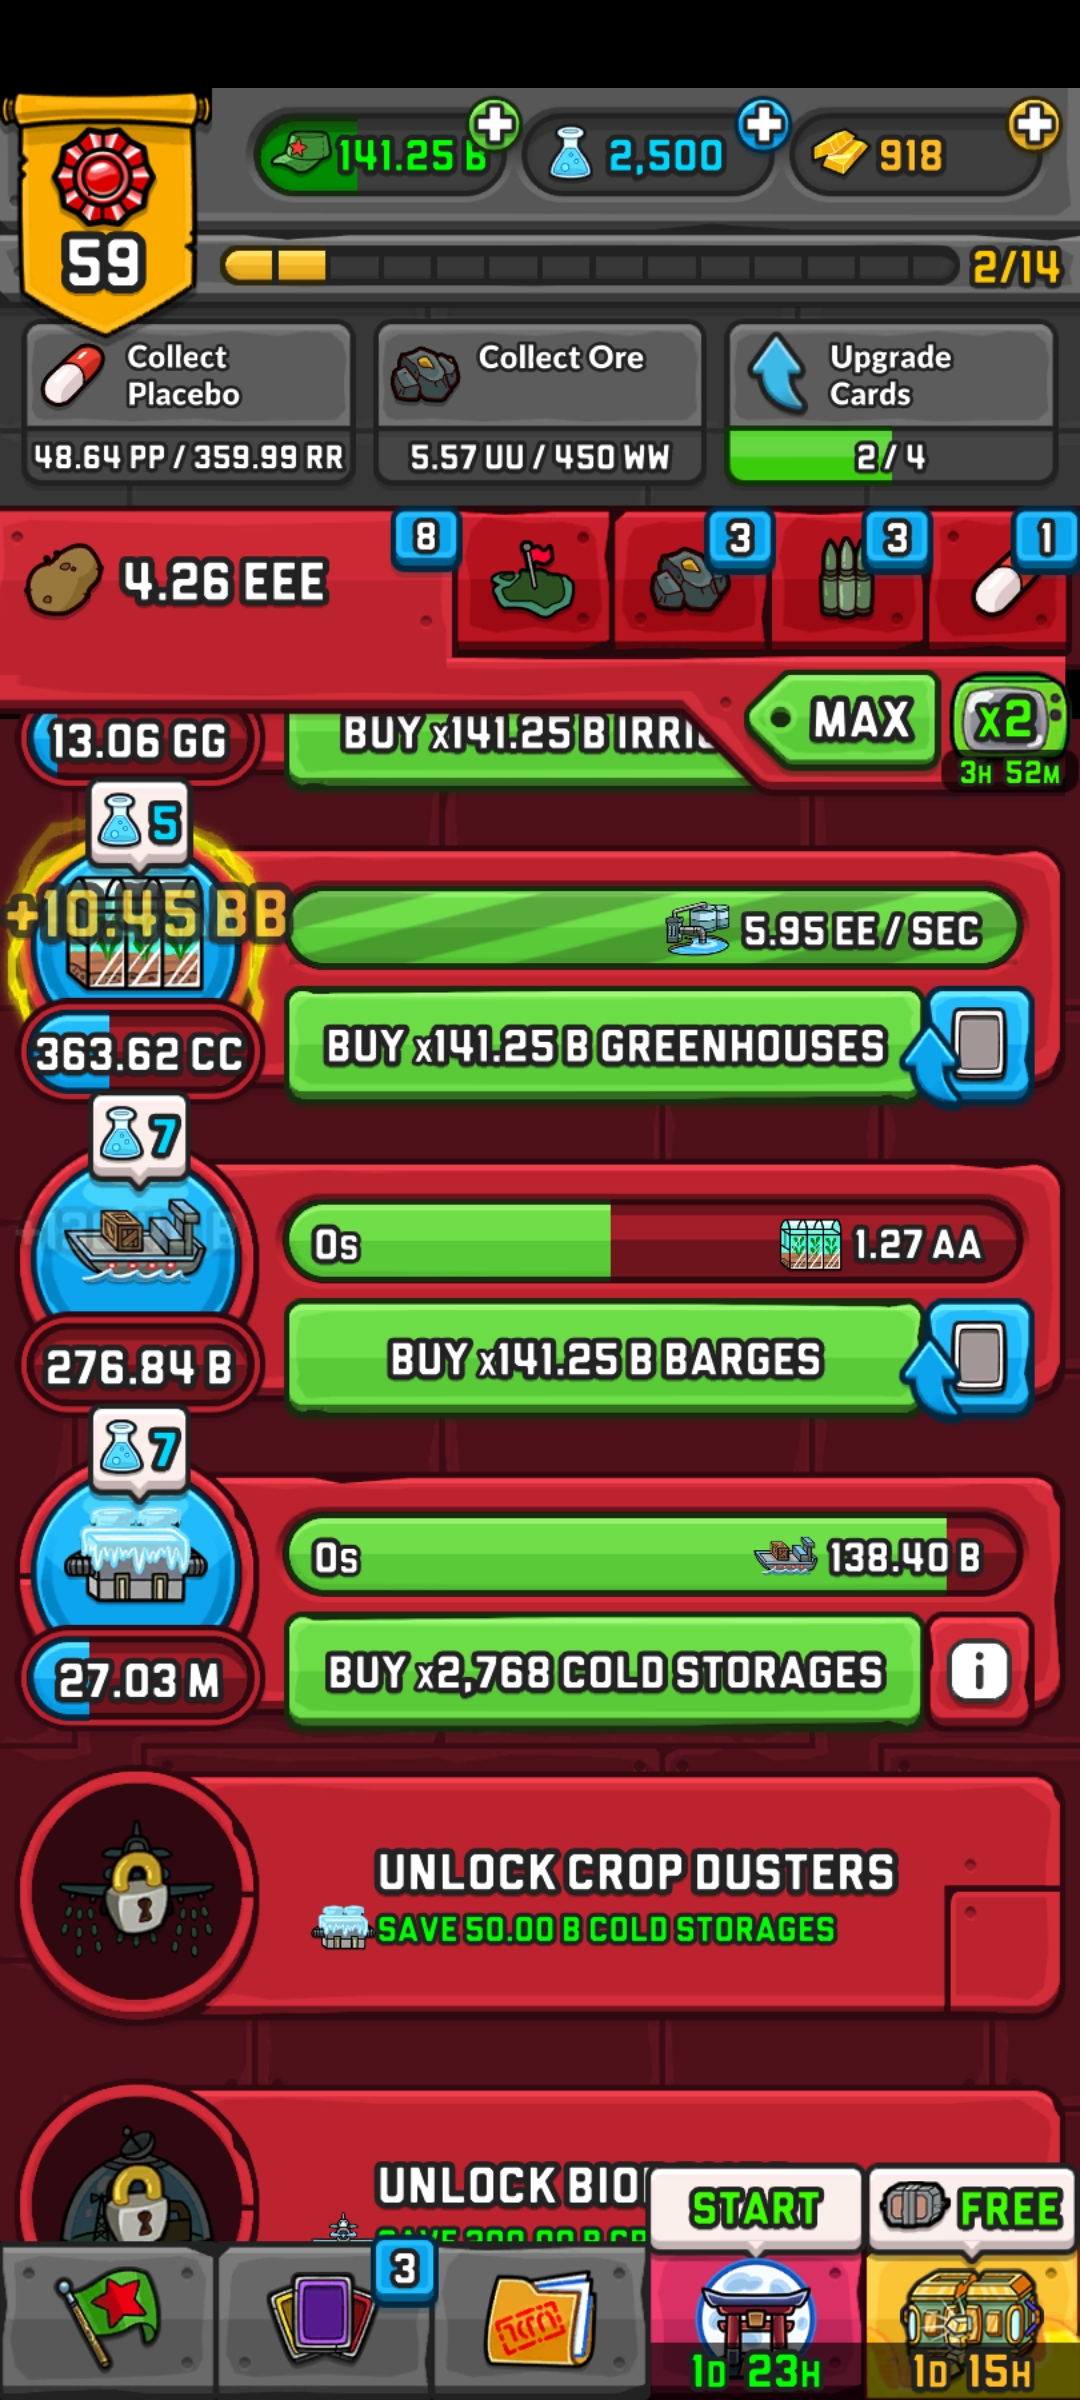 141.25 B
2,500
918
59
2/14
Collect
Placebo
48.64 PP / 359.99 RR
Collect Ore
5.57 UU / 450 WW
Upgrade
Cards
2/4
4.26 EEE
8
3
3
1
MAX
x2
3H 52M
13.06 GG
BUY x141.25 B
5
+10.45 BB
5.95 EE / SEC
363.62 CC
BUY x141.25 B GREENHOUSES
7
0s
1.27 AA
276.84 B
BUY x141.25 B BARGES
7
0s
138.40 B
27.03 M
BUY x2,768 COLD STORAGES
i
UNLOCK CROP DUSTERS
SAVE 50.00 B COLD STORAGES
UNLOCK
START
FREE
3
1D 23H
1D 15H